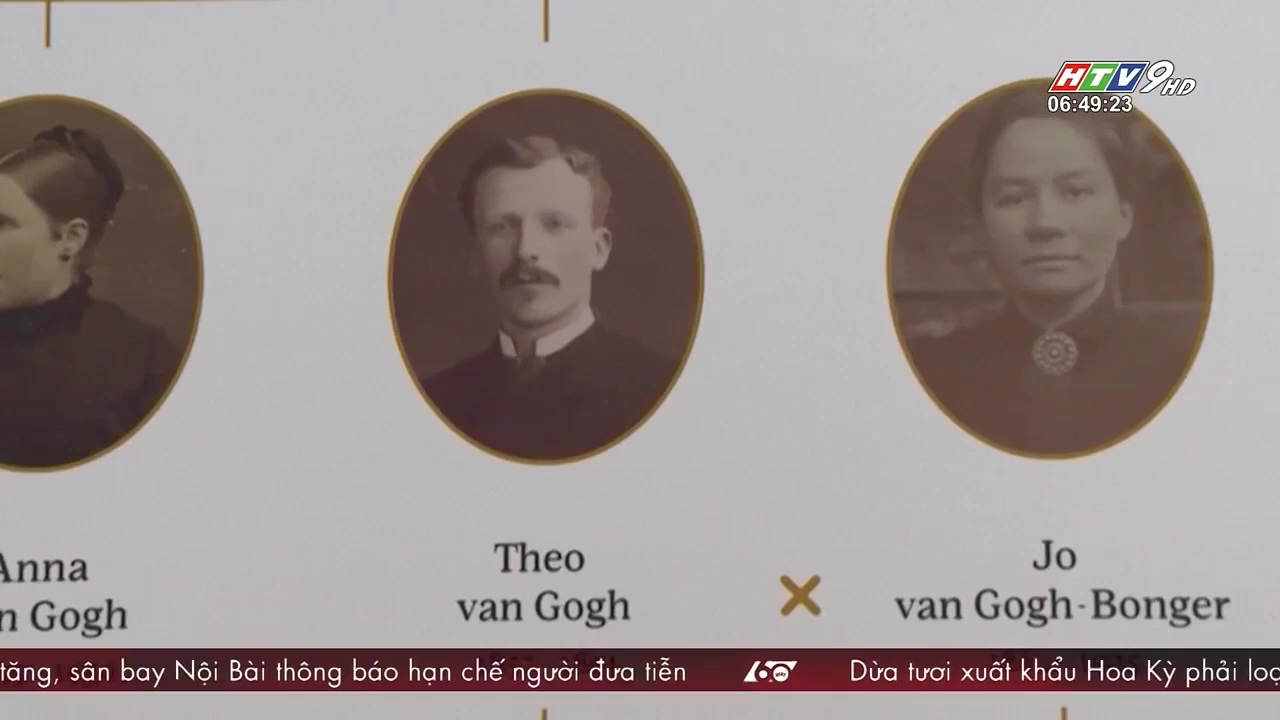 HTV9HD
06:49:23
Anna
n Gogh
Theo
van Gogh
Jo
van Gogh-Bonger
tăng, sân bay Nội Bài thông báo hạn chế người đưa tiễn
60
Dừa tươi xuất khẩu Hoa Kỳ phải loạ